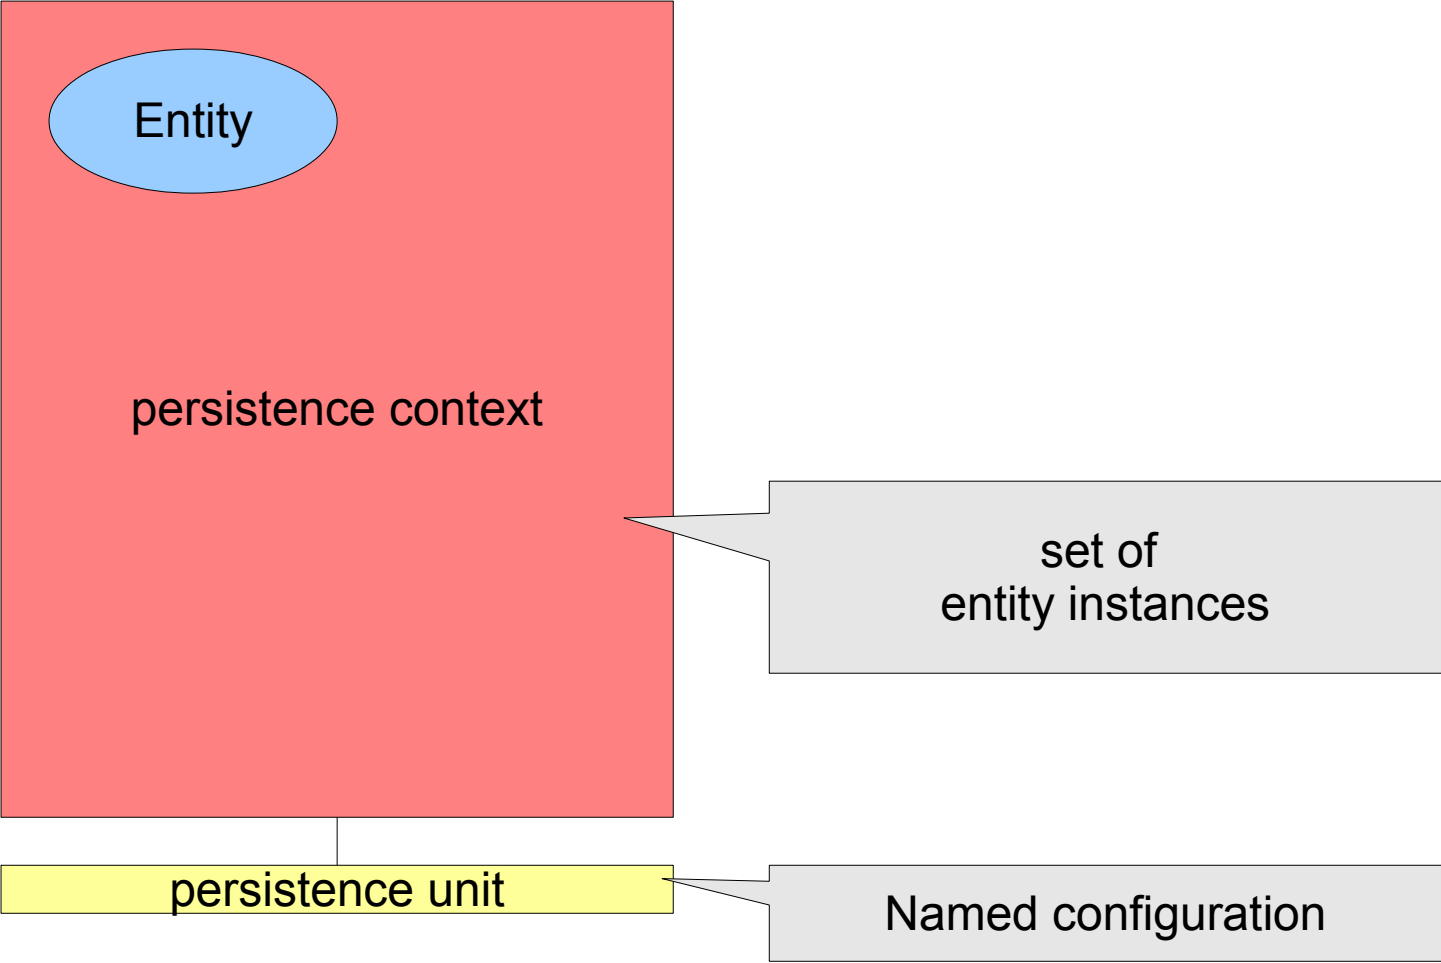 Entity
persistence context
set of
entity instances
persistence unit
Named configuration